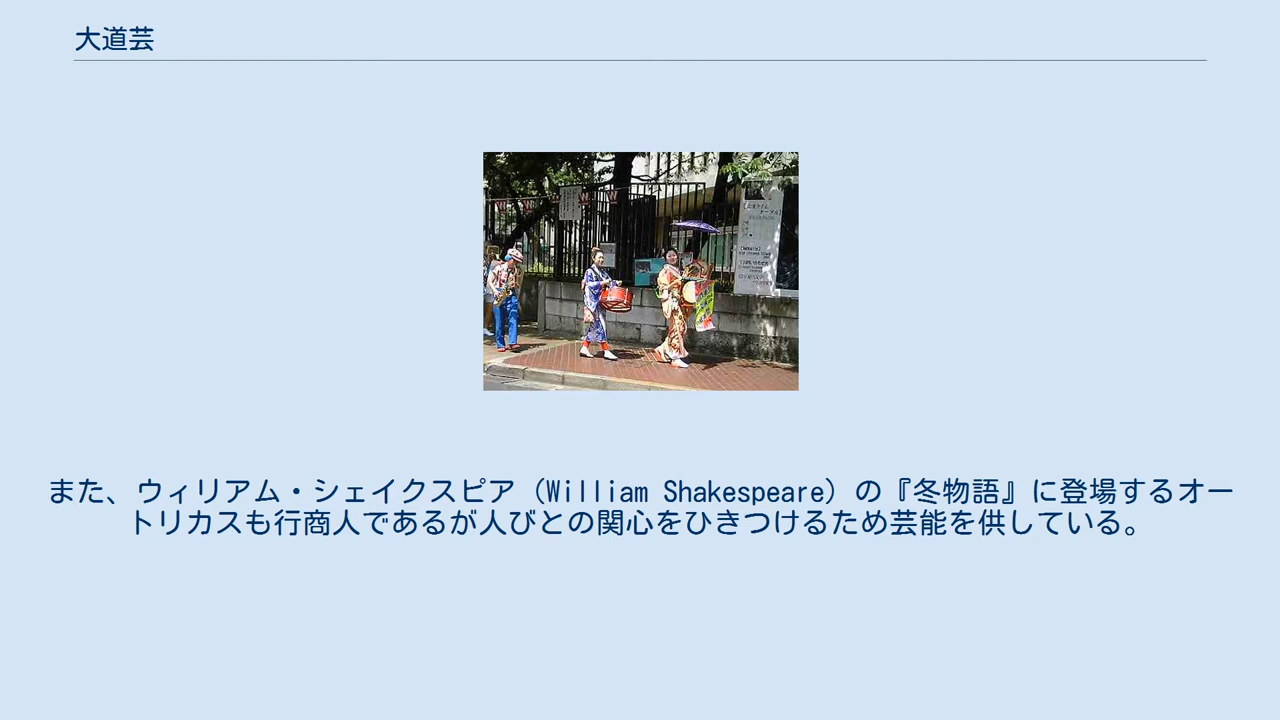 大道芸
また、ウィリアム・シェイクスピア（William Shakespeare）の『冬物語』に登場するオー
トリカスも行商人であるが人びとの関心をひきつけるため芸能を供している。